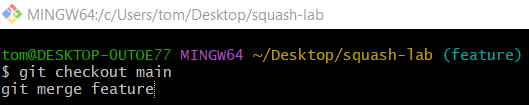 MINGW64:/c/Users/tom/Desktop/squash-lab
tom@DESKTOP-OUTOE77 MINGW64 ~/Desktop/squash-lab (feature)
$ git checkout main
git merge feature